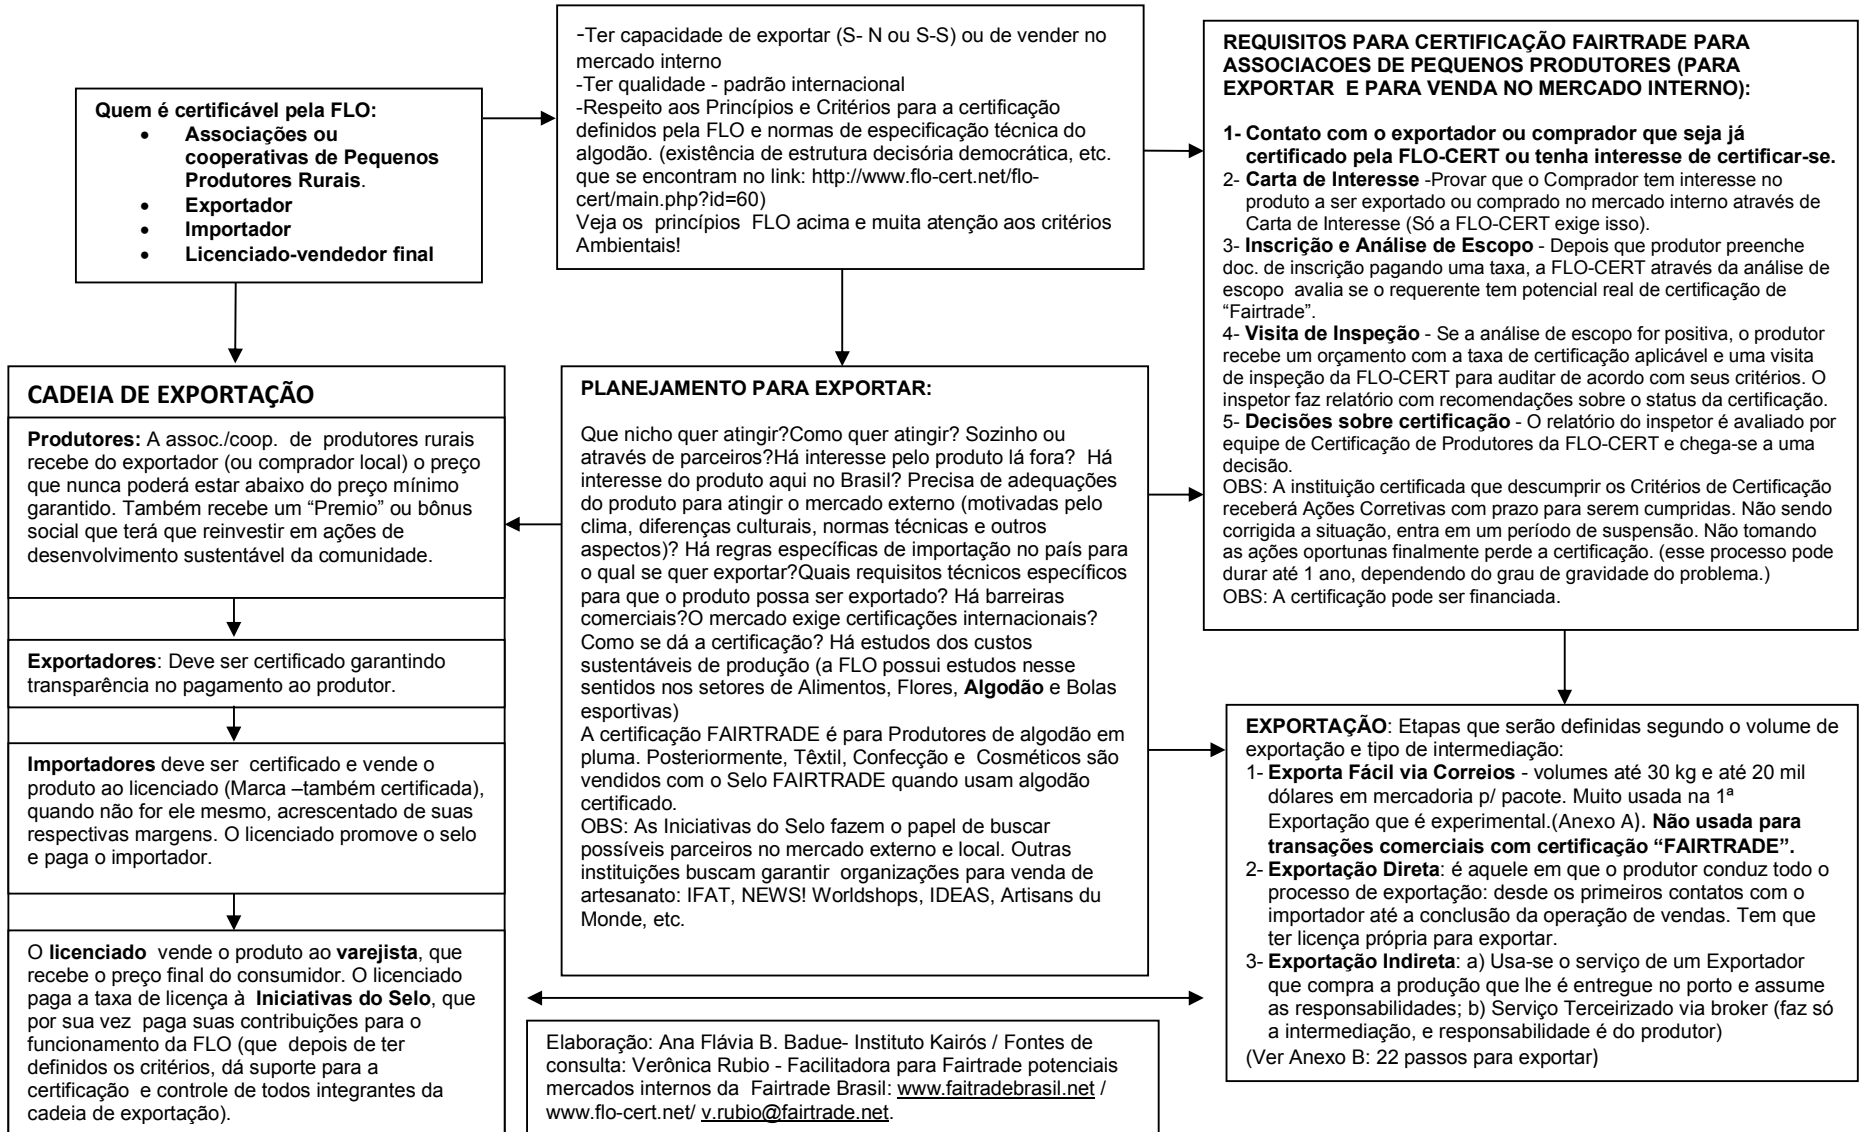 Quem é certificável pela FLO:
• Associações ou
cooperativas de Pequenos
Produtores Rurais.
• Exportador
• Importador
• Licenciado-vendedor final
-Ter capacidade de exportar (S- N ou S-S) ou de vender no
mercado interno
-Ter qualidade - padrão internacional
-Respeito aos Princípios e Critérios para a certificação
definidos pela FLO e normas de especificação técnica do
algodão. (existência de estrutura decisória democrática, etc.
que se encontram no link: http://www.flo-cert.net/flo-
cert/main.php?id=60)
Veja os princípios FLO acima e muita atenção aos critérios
Ambientais!
REQUISITOS PARA CERTIFICAÇÃO FAIRTRADE PARA
ASSOCIACOES DE PEQUENOS PRODUTORES (PARA
EXPORTAR E PARA VENDA NO MERCADO INTERNO):
1- Contato com o exportador ou comprador que seja já
certificado pela FLO-CERT ou tenha interesse de certificar-se.
2- Carta de Interesse -Provar que o Comprador tem interesse no
produto a ser exportado ou comprado no mercado interno através de
Carta de Interesse (Só a FLO-CERT exige isso).
3- Inscrição e Análise de Escopo - Depois que produtor preenche
doc. de inscrição pagando uma taxa, a FLO-CERT através da análise de
escopo avalia se o requerente tem potencial real de certificação de
“Fairtrade”.
4- Visita de Inspeção - Se a análise de escopo for positiva, o produtor
recebe um orçamento com a taxa de certificação aplicável e uma visita
de inspeção da FLO-CERT para auditar de acordo com seus critérios. O
inspetor faz relatório com recomendações sobre o status da certificação.
5- Decisões sobre certificação - O relatório do inspetor é avaliado por
equipe de Certificação de Produtores da FLO-CERT e chega-se a uma
decisão.
OBS: A instituição certificada que descumprir os Critérios de Certificação
receberá Ações Corretivas com prazo para serem cumpridas. Não sendo
corrigida a situação, entra em um período de suspensão. Não tomando
as ações oportunas finalmente perde a certificação. (esse processo pode
durar até 1 ano, dependendo do grau de gravidade do problema.)
OBS: A certificação pode ser financiada.
CADEIA DE EXPORTAÇÃO
Produtores: A assoc./coop. de produtores rurais
recebe do exportador (ou comprador local) o preço
que nunca poderá estar abaixo do preço mínimo
garantido. Também recebe um “Premio” ou bônus
social que terá que reinvestir em ações de
desenvolvimento sustentável da comunidade.
Exportadores: Deve ser certificado garantindo
transparência no pagamento ao produtor.
Importadores deve ser certificado e vende o
produto ao licenciado (Marca –também certificada),
quando não for ele mesmo, acrescentado de suas
respectivas margens. O licenciado promove o selo
e paga o importador.
O licenciado vende o produto ao varejista, que
recebe o preço final do consumidor. O licenciado
paga a taxa de licença à Iniciativas do Selo, que
por sua vez paga suas contribuições para o
funcionamento da FLO (que depois de ter
definidos os critérios, dá suporte para a
certificação e controle de todos integrantes da
cadeia de exportação).
PLANEJAMENTO PARA EXPORTAR:
Que nicho quer atingir?Como quer atingir? Sozinho ou
através de parceiros?Há interesse pelo produto lá fora? Há
interesse do produto aqui no Brasil? Precisa de adequações
do produto para atingir o mercado externo (motivadas pelo
clima, diferenças culturais, normas técnicas e outros
aspectos)? Há regras específicas de importação no país para
o qual se quer exportar?Quais requisitos técnicos específicos
para que o produto possa ser exportado? Há barreiras
comerciais?O mercado exige certificações internacionais?
Como se dá a certificação? Há estudos dos custos
sustentáveis de produção (a FLO possui estudos nesse
sentidos nos setores de Alimentos, Flores, Algodão e Bolas
esportivas)
A certificação FAIRTRADE é para Produtores de algodão em
pluma. Posteriormente, Têxtil, Confecção e Cosméticos são
vendidos com o Selo FAIRTRADE quando usam algodão
certificado.
OBS: As Iniciativas do Selo fazem o papel de buscar
possíveis parceiros no mercado externo e local. Outras
instituições buscam garantir organizações para venda de
artesanato: IFAT, NEWS! Worldshops, IDEAS, Artisans du
Monde, etc.
EXPORTAÇÃO: Etapas que serão definidas segundo o volume de
exportação e tipo de intermediação:
1- Exporta Fácil via Correios - volumes até 30 kg e até 20 mil
dólares em mercadoria p/ pacote. Muito usada na 1ª
Exportação que é experimental.(Anexo A). Não usada para
transações comerciais com certificação “FAIRTRADE”.
2- Exportação Direta: é aquele em que o produtor conduz todo o
processo de exportação: desde os primeiros contatos com o
importador até a conclusão da operação de vendas. Tem que
ter licença própria para exportar.
3- Exportação Indireta: a) Usa-se o serviço de um Exportador
que compra a produção que lhe é entregue no porto e assume
as responsabilidades; b) Serviço Terceirizado via broker (faz só
a intermediação, e responsabilidade é do produtor)
(Ver Anexo B: 22 passos para exportar)
Elaboração: Ana Flávia B. Badue- Instituto Kairós / Fontes de
consulta: Verônica Rubio - Facilitadora para Fairtrade potenciais
mercados internos da Fairtrade Brasil: www.faitradebrasil.net /
www.flo-cert.net/ v.rubio@fairtrade.net.